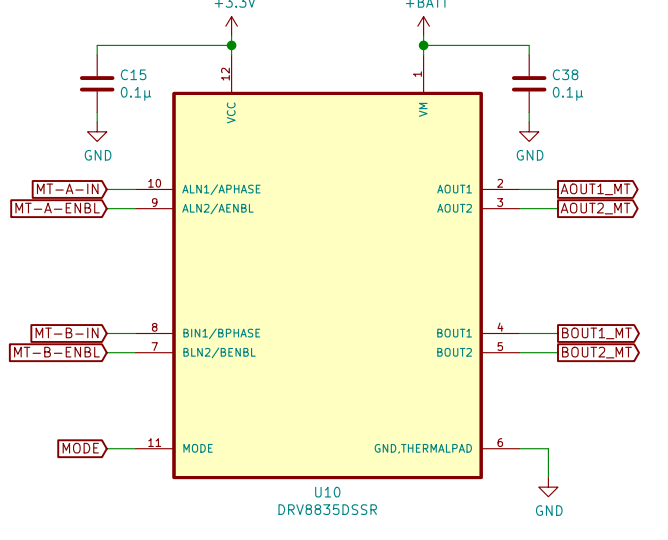 +3.3V
+BATT
C15
0.1µ
GND
12
VCC
1
VM
C38
0.1µ
GND
MT-A-IN
10
ALN1/APHASE
AOUT1
2
AOUT1_MT
MT-A-ENBL
9
ALN2/AENBL
AOUT2
3
AOUT2_MT
MT-B-IN
8
BIN1/BPHASE
BOUT1
4
BOUT1_MT
MT-B-ENBL
7
BLN2/BENBL
BOUT2
5
BOUT2_MT
MODE
11
MODE
GND,THERMALPAD
6
GND
U10
DRV8835DSSR